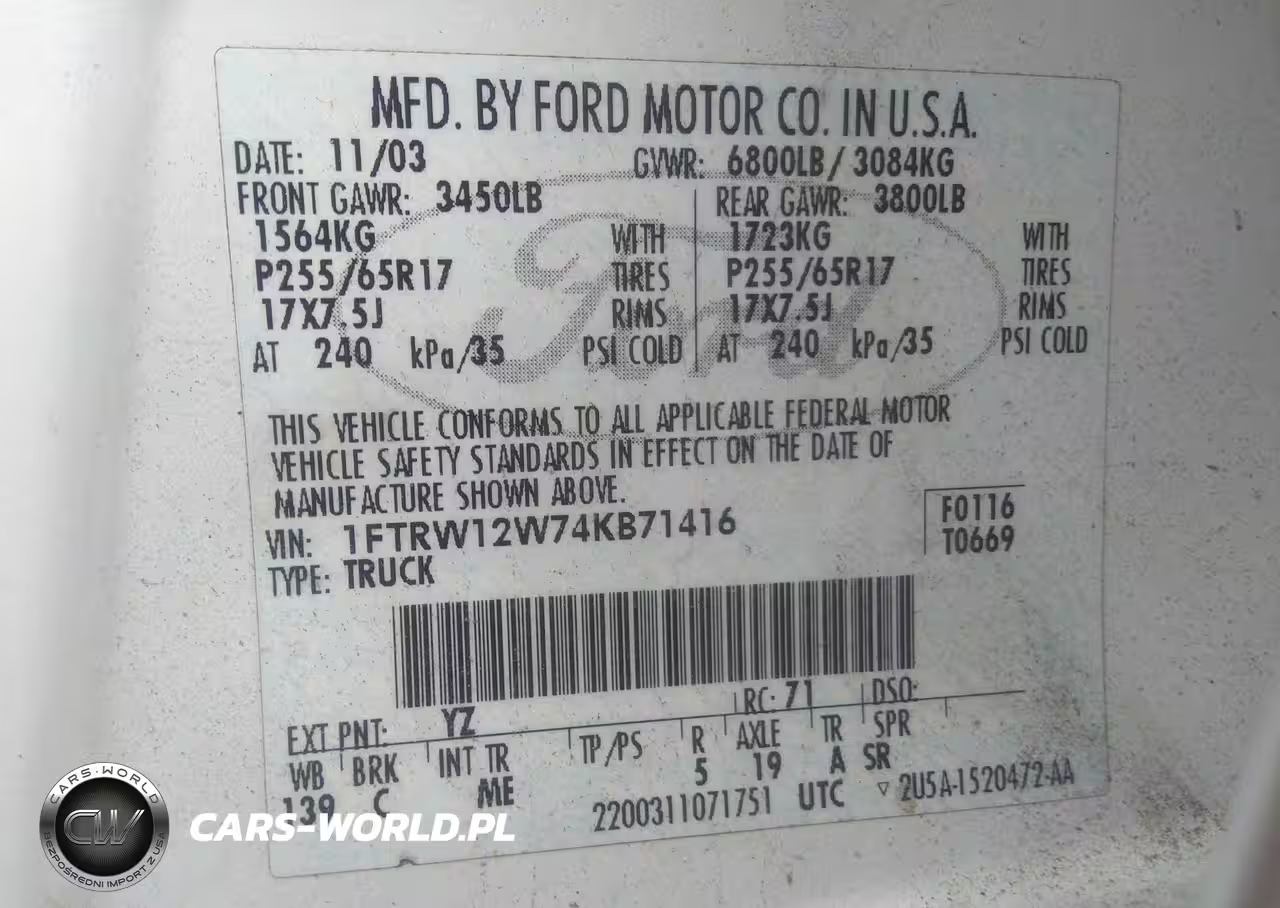 MFD. BY FORD MOTOR CO. IN U.S.A.
DATE: 11/03 GVWR: 6800LB / 3084KG
FRONT GAWR: 3450LB REAR GAWR: 3800LB
1564KG WITH 1723KG WITH
P255/65R17 TIRES P255/65R17 TIRES
17X7.5J RIMS 17X7.5J RIMS
AT 240 kPa/35 PSI COLD AT 240 kPa/35 PSI COLD
Ford
THIS VEHICLE CONFORMS TO ALL APPLICABLE FEDERAL MOTOR
VEHICLE SAFETY STANDARDS IN EFFECT ON THE DATE OF
MANUFACTURE SHOWN ABOVE.
VIN: 1FTRW12W74KB71416 F0116
TYPE: TRUCK T0669
EXT PNT: YZ RC: 71 DSO:
WB BRK INT TR TP/PS R AXLE TR SPR
139 C ME 5 19 A SR
2200311071751 UTC ▽ 2U5A-1520472-AA
CARS-WORLD
CW
BEZPOŚREDNI IMPORT Z USA
CARS-WORLD.PL